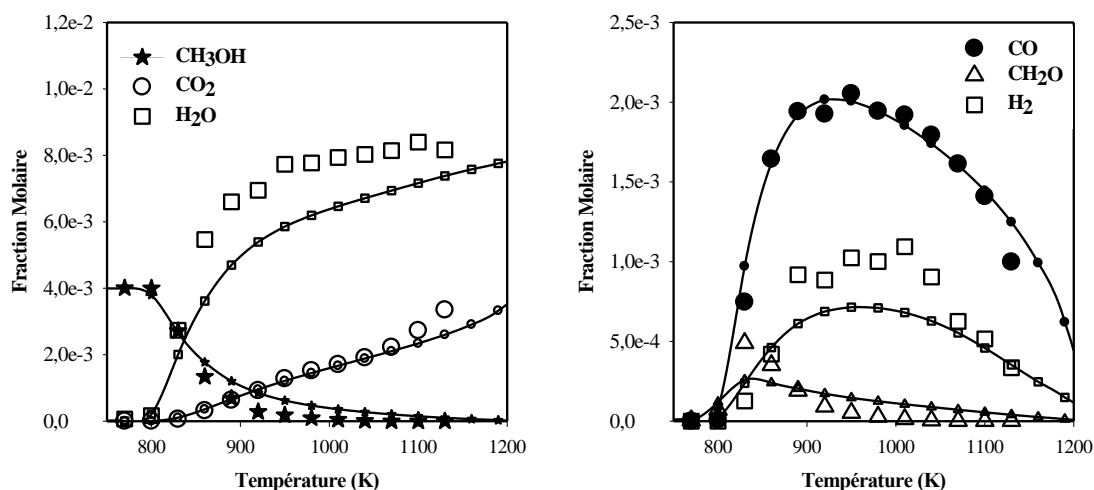 1,2e-2
1,0e-2
8,0e-3
6,0e-3
4,0e-3
2,0e-3
0,0
Fraction Molaire
CH3OH
CO2
H2O
800 900 1000 1100 1200
Température (K)
2,5e-3
2,0e-3
1,5e-3
1,0e-3
5,0e-4
0,0
Fraction Molaire
CO
CH2O
H2
800 900 1000 1100 1200
Température (K)